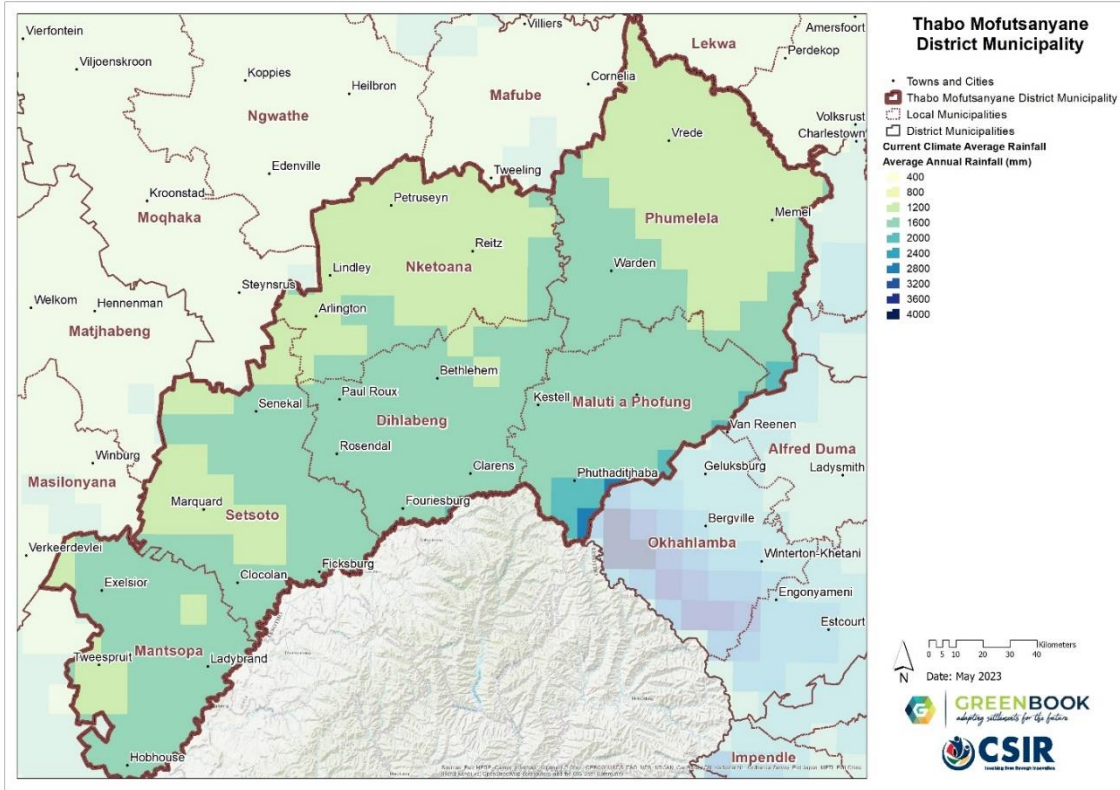 Thabo Mofutsanyane
District Municipality
Towns and Cities
Thabo Mofutsanyane District Municipality
Local Municipalities
District Municipalities
Current Climate Average Rainfall
Average Annual Rainfall (mm)
400
800
1200
1600
2000
2400
2800
3200
3600
4000
Vierfontein
Viljoenskroon
Koppies
Heilbron
Ngwathe
Villiers
Mafube
Cornelia
Lekwa
Amersfoort
Perdekop
Volksrust
Charlestown
Vrede
Edenville
Tweeling
Kroonstad
Moqhaka
Petruseyn
Phumelela
Memel
Reitz
Nketoana
Lindley
Warden
Steynsrus
Arlington
Welkom
Hennenman
Matjhabeng
Bethlehem
Paul Roux
Senekal
Dihlabeng
Kestell
Maluti a Phofung
Rosendal
Van Reenen
Alfred Duma
Winburg
Masilonyana
Clarens
Phuthaditjhaba
Geluksburg
Ladysmith
Marquard
Setsoto
Fouriesburg
Bergville
Okhahlamba
Verkeerdevlei
Winterton-Khetani
Exelsior
Clocolan
Ficksburg
Engonyameni
Estcourt
Tweespruit
Mantsopa
Ladybrand
Hobhouse
Impendle
Kilometers
0 5 10 20 30 40
N
Date: May 2023
G
GREENBOOK
adapting settlements for the future
CSIR
Touching lives through innovation